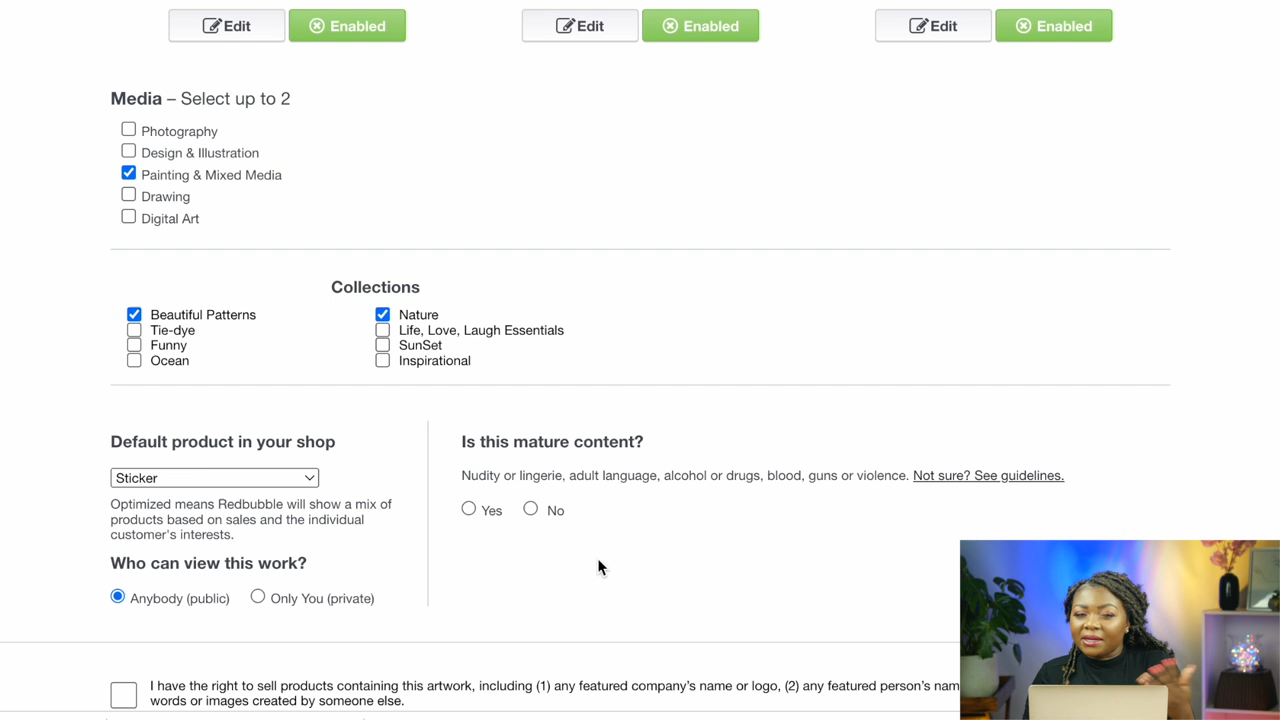 Edit Enabled Edit Enabled Edit Enabled
Media – Select up to 2
Photography
Design & Illustration
Painting & Mixed Media
Drawing
Digital Art
Collections
Beautiful Patterns Nature
Tie-dye Life, Love, Laugh Essentials
Funny SunSet
Ocean Inspirational
Default product in your shop
Sticker
Optimized means Redbubble will show a mix of
products based on sales and the individual
customer's interests.
Who can view this work?
Anybody (public) Only You (private)
Is this mature content?
Nudity or lingerie, adult language, alcohol or drugs, blood, guns or violence. Not sure? See guidelines.
Yes No
I have the right to sell products containing this artwork, including (1) any featured company's name or logo, (2) any featured person's nam
words or images created by someone else.